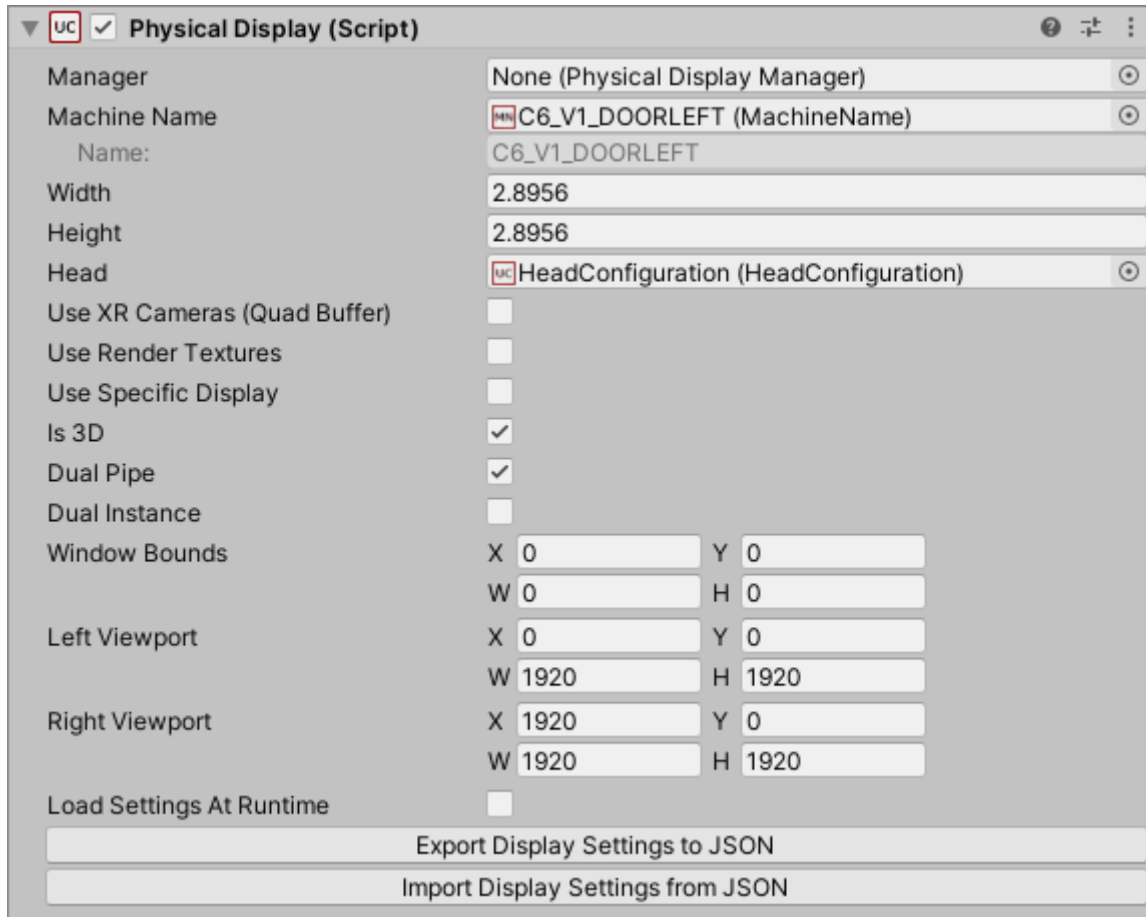 UC Physical Display (Script)
Manager None (Physical Display Manager)
Machine Name MN C6_V1_DOORLEFT (MachineName)
Name: C6_V1_DOORLEFT
Width 2.8956
Height 2.8956
Head UC HeadConfiguration (HeadConfiguration)
Use XR Cameras (Quad Buffer)
Use Render Textures
Use Specific Display
Is 3D
Dual Pipe
Dual Instance
Window Bounds X 0 Y 0
W 0 H 0
Left Viewport X 0 Y 0
W 1920 H 1920
Right Viewport X 1920 Y 0
W 1920 H 1920
Load Settings At Runtime
Export Display Settings to JSON
Import Display Settings from JSON